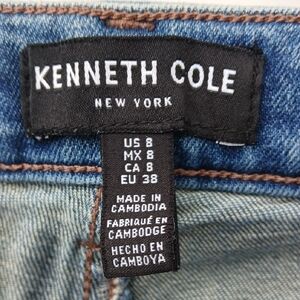 KENNETH COLE
NEW YORK
US 8
MX 8
CA 8
EU 38
MADE IN
CAMBODIA
FABRIQUÉ EN
CAMBODGE
HECHO EN
CAMBOYA